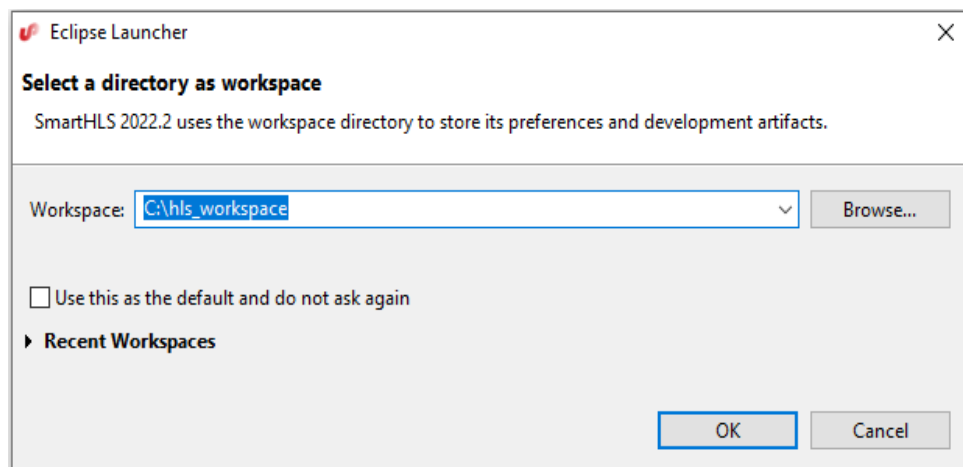 Eclipse Launcher
Select a directory as workspace
SmartHLS 2022.2 uses the workspace directory to store its preferences and development artifacts.
Workspace: C:\hls_workspace Browse...
Use this as the default and do not ask again
Recent Workspaces
OK Cancel